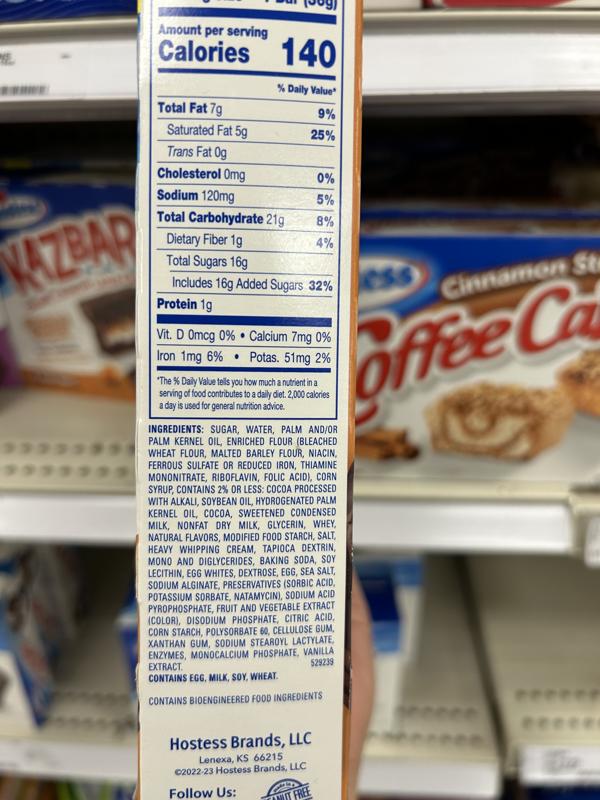 Amount per serving
Calories 140
% Daily Value*
Total Fat 7g 9%
Saturated Fat 5g 25%
Trans Fat 0g
Cholesterol 0mg 0%
Sodium 120mg 5%
Total Carbohydrate 21g 8%
Dietary Fiber 1g 4%
Total Sugars 16g
Includes 16g Added Sugars 32%
Protein 1g
Vit. D 0mcg 0% • Calcium 7mg 0%
Iron 1mg 6% • Potas. 51mg 2%
*The % Daily Value tells you how much a nutrient in a
serving of food contributes to a daily diet. 2,000 calories
a day is used for general nutrition advice.
INGREDIENTS: SUGAR, WATER, PALM AND/OR
PALM KERNEL OIL, ENRICHED FLOUR (BLEACHED
WHEAT FLOUR, MALTED BARLEY FLOUR, NIACIN,
FERROUS SULFATE OR REDUCED IRON, THIAMINE
MONONITRATE, RIBOFLAVIN, FOLIC ACID), CORN
SYRUP, CONTAINS 2% OR LESS: COCOA PROCESSED
WITH ALKALI, SOYBEAN OIL, HYDROGENATED PALM
KERNEL OIL, COCOA, SWEETENED CONDENSED
MILK, NONFAT DRY MILK, GLYCERIN, WHEY,
NATURAL FLAVORS, MODIFIED FOOD STARCH, SALT,
HEAVY WHIPPING CREAM, TAPIOCA DEXTRIN,
MONO AND DIGLYCERIDES, BAKING SODA, SOY
LECITHIN, EGG WHITES, DEXTROSE, EGG, SEA SALT,
SODIUM ALGINATE, PRESERVATIVES (SORBIC ACID,
POTASSIUM SORBATE, NATAMYCIN), SODIUM ACID
PYROPHOSPHATE, FRUIT AND VEGETABLE EXTRACT
(COLOR), DISODIUM PHOSPHATE, CITRIC ACID,
CORN STARCH, POLYSORBATE 60, CELLULOSE GUM,
XANTHAN GUM, SODIUM STEAROYL LACTYLATE,
ENZYMES, MONOCALCIUM PHOSPHATE, VANILLA
EXTRACT. 529239
CONTAINS EGG, MILK, SOY, WHEAT.
CONTAINS BIOENGINEERED FOOD INGREDIENTS
Hostess Brands, LLC
Lenexa, KS 66215
©2022-23 Hostess Brands, LLC
Follow Us:
KAZBAR
Cinnamon
Coffee